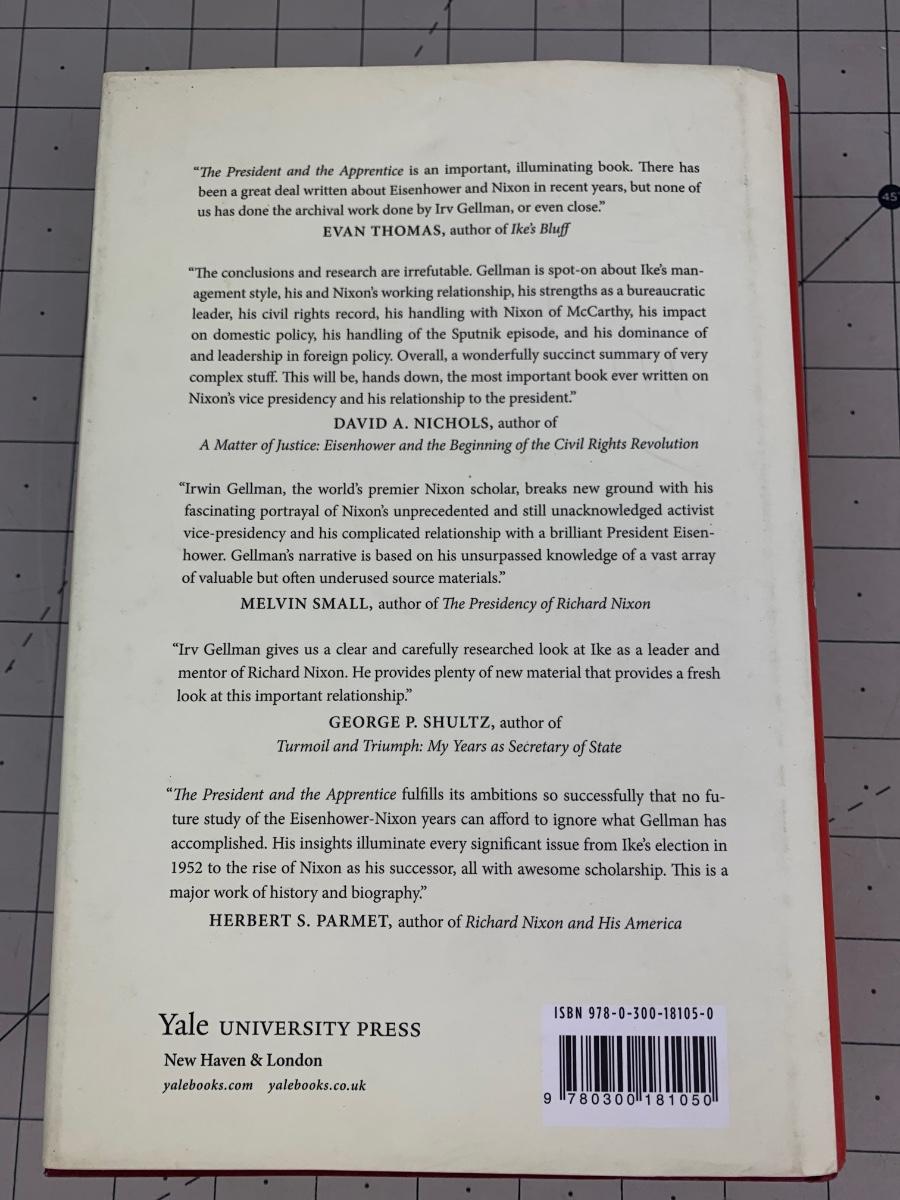 “The President and the Apprentice is an important, illuminating book. There has
been a great deal written about Eisenhower and Nixon in recent years, but none of
us has done the archival work done by Irv Gellman, or even close.”
EVAN THOMAS, author of Ike’s Bluff
“The conclusions and research are irrefutable. Gellman is spot-on about Ike’s man-
agement style, his and Nixon’s working relationship, his strengths as a bureaucratic
leader, his civil rights record, his handling with Nixon of McCarthy, his impact
on domestic policy, his handling of the Sputnik episode, and his dominance of
and leadership in foreign policy. Overall, a wonderfully succinct summary of very
complex stuff. This will be, hands down, the most important book ever written on
Nixon’s vice presidency and his relationship to the president.”
DAVID A. NICHOLS, author of
A Matter of Justice: Eisenhower and the Beginning of the Civil Rights Revolution
“Irwin Gellman, the world’s premier Nixon scholar, breaks new ground with his
fascinating portrayal of Nixon’s unprecedented and still unacknowledged activist
vice-presidency and his complicated relationship with a brilliant President Eisen-
hower. Gellman’s narrative is based on his unsurpassed knowledge of a vast array
of valuable but often underused source materials.”
MELVIN SMALL, author of The Presidency of Richard Nixon
“Irv Gellman gives us a clear and carefully researched look at Ike as a leader and
mentor of Richard Nixon. He provides plenty of new material that provides a fresh
look at this important relationship.”
GEORGE P. SHULTZ, author of
Turmoil and Triumph: My Years as Secretary of State
“The President and the Apprentice fulfills its ambitions so successfully that no fu-
ture study of the Eisenhower-Nixon years can afford to ignore what Gellman has
accomplished. His insights illuminate every significant issue from Ike’s election in
1952 to the rise of Nixon as his successor, all with awesome scholarship. This is a
major work of history and biography.”
HERBERT S. PARMET, author of Richard Nixon and His America
Yale UNIVERSITY PRESS
New Haven & London
yalebooks.com yalebooks.co.uk
ISBN 978-0-300-18105-0
9 780300 181050
45°